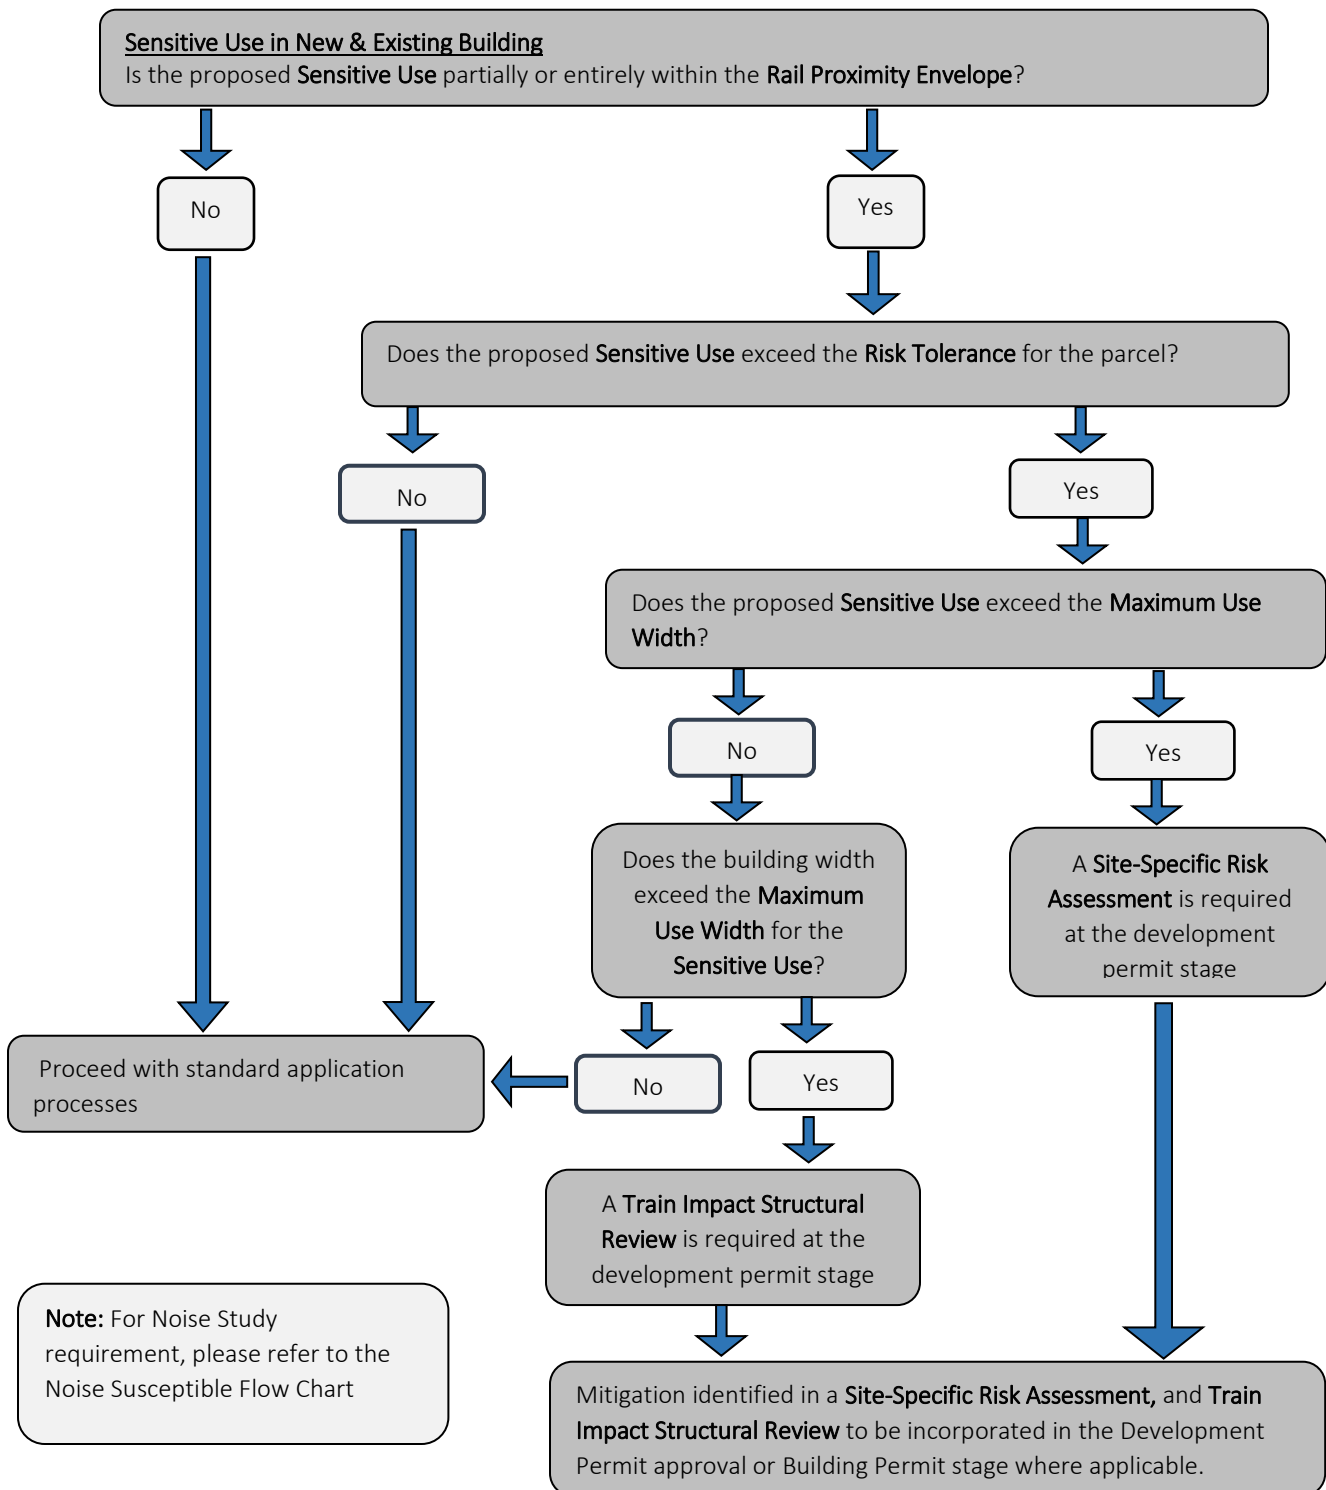 Sensitive Use in New & Existing Building
Is the proposed Sensitive Use partially or entirely within the Rail Proximity Envelope?
No
Yes
Does the proposed Sensitive Use exceed the Risk Tolerance for the parcel?
No
Yes
Does the proposed Sensitive Use exceed the Maximum Use
Width?
No
Yes
Does the building width
exceed the Maximum
Use Width for the
Sensitive Use?
A Site-Specific Risk
Assessment is required
at the development
permit stage
Proceed with standard application
processes
No
Yes
A Train Impact Structural
Review is required at the
development permit stage
Note: For Noise Study
requirement, please refer to the
Noise Susceptible Flow Chart
Mitigation identified in a Site-Specific Risk Assessment, and Train
Impact Structural Review to be incorporated in the Development
Permit approval or Building Permit stage where applicable.